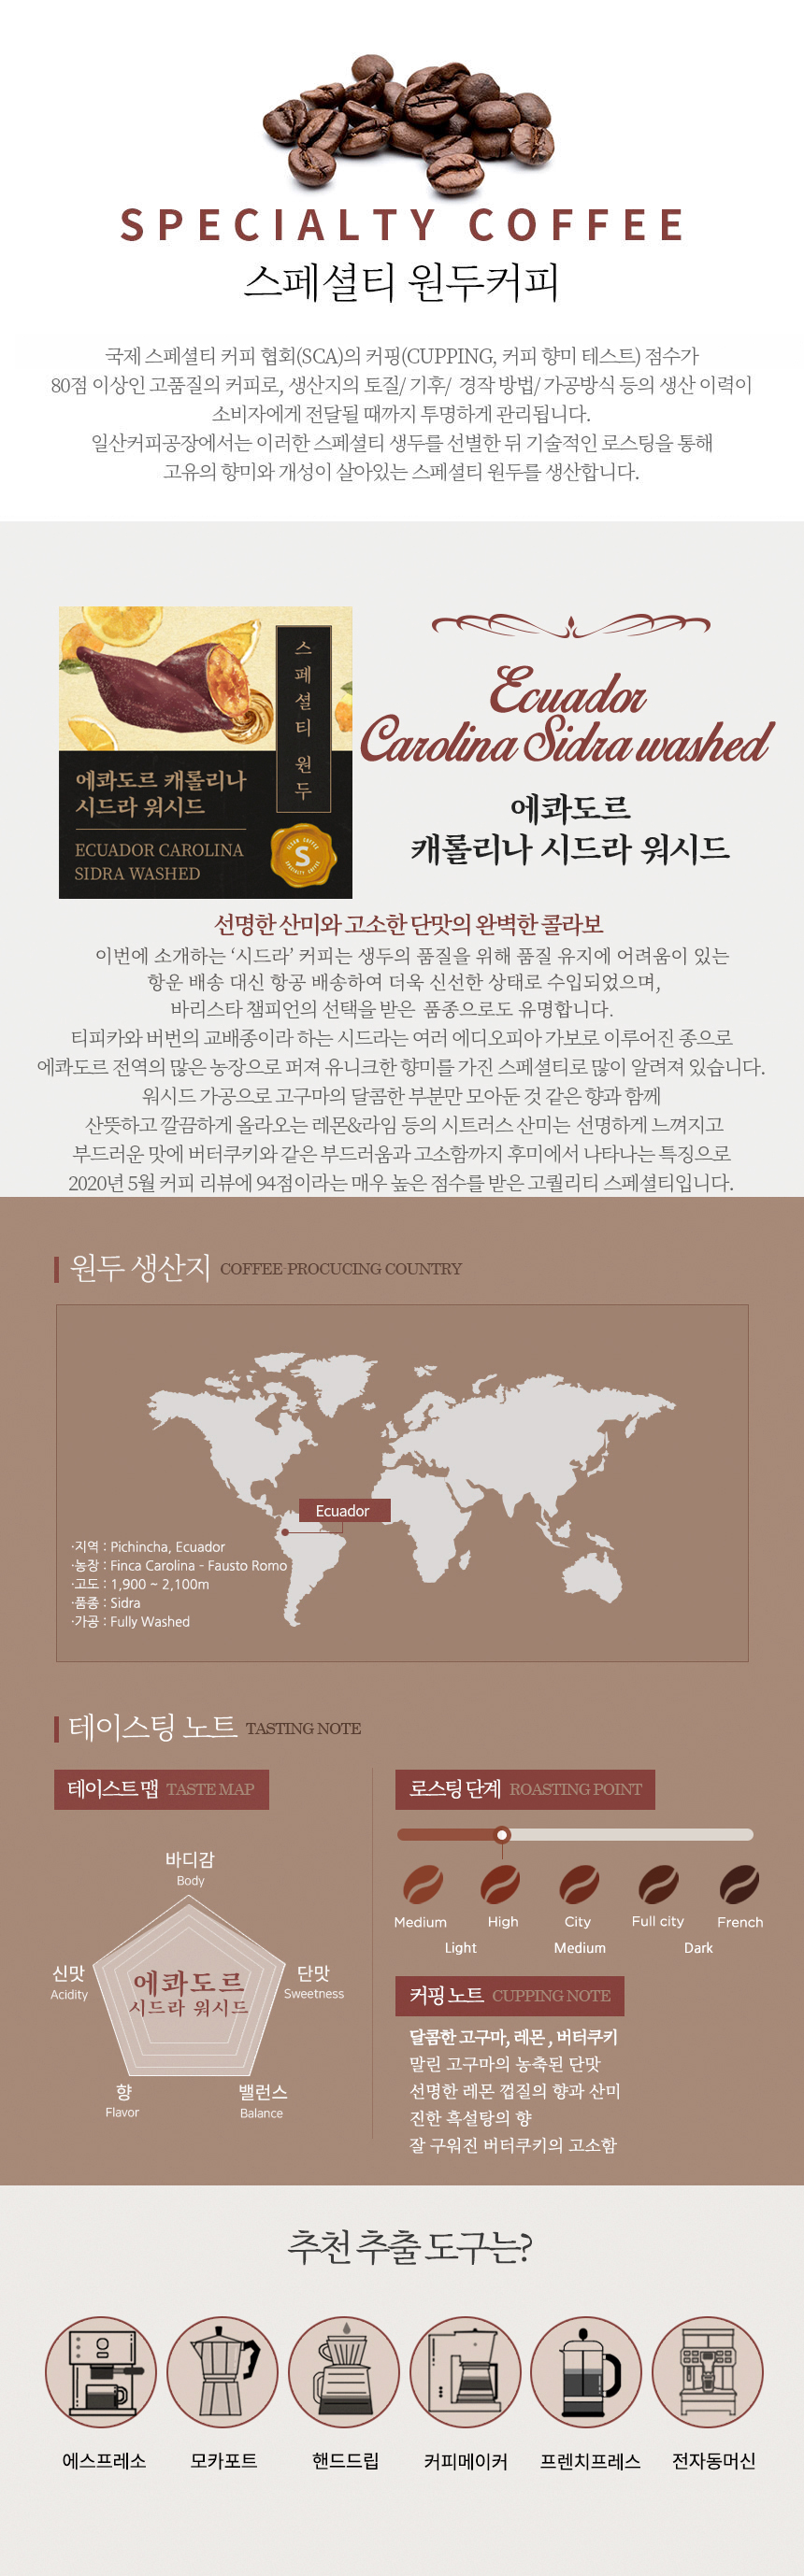 SPECIALTY COFFEE
스페셜티 원두커피
국제 스페셜티 커피 협회(SCA)의 커핑(CUPPING, 커피 향미 테스트) 점수가
80점 이상인 고품질의 커피로, 생산지의 토질/ 기후/ 경작 방법/ 가공방식 등의 생산 이력이
소비자에게 전달될 때까지 투명하게 관리됩니다.
일산커피공장에서는 이러한 스페셜티 생두를 선별한 뒤 기술적인 로스팅을 통해
고유의 향미와 개성이 살아있는 스페셜티 원두를 생산합니다.
스페셜티 원두
에콰도르 캐롤리나
시드라 워시드
ECUADOR CAROLINA
SIDRA WASHED
S
Ecuador
Carolina Sidra washed
에콰도르
캐롤리나 시드라 워시드
선명한 산미와 고소한 단맛의 완벽한 콜라보
이번에 소개하는 ‘시드라’ 커피는 생두의 품질을 위해 품질 유지에 어려움이 있는
항운 배송 대신 항공 배송하여 더욱 신선한 상태로 수입되었으며,
바리스타 챔피언의 선택을 받은 품종으로도 유명합니다.
티피카와 버번의 교배종이라 하는 시드라는 여러 에디오피아 가보로 이루어진 종으로
에콰도르 전역의 많은 농장으로 퍼져 유니크한 향미를 가진 스페셜티로 많이 알려져 있습니다.
워시드 가공으로 고구마의 달콤한 부분만 모아둔 것 같은 향과 함께
산뜻하고 깔끔하게 올라오는 레몬&라임 등의 시트러스 산미는 선명하게 느껴지고
부드러운 맛에 버터쿠키와 같은 부드러움과 고소함까지 후미에서 나타나는 특징으로
2020년 5월 커피 리뷰에 94점이라는 매우 높은 점수를 받은 고퀄리티 스페셜티입니다.
원두 생산지 COFFEE-PROCUCING COUNTRY
Ecuador
·지역 : Pichincha, Ecuador
·농장 : Finca Carolina - Fausto Romo
·고도 : 1,900 ~ 2,100m
·품종 : Sidra
·가공 : Fully Washed
테이스팅 노트 TASTING NOTE
테이스트 맵 TASTE MAP
바디감
Body
신맛
Acidity
단맛
Sweetness
에콰도르
시드라 워시드
향
Flavor
밸런스
Balance
로스팅 단계 ROASTING POINT
Medium High City Full city French
Light Medium Dark
커핑 노트 CUPPING NOTE
달콤한 고구마, 레몬 , 버터쿠키
말린 고구마의 농축된 단맛
선명한 레몬 껍질의 향과 산미
진한 흑설탕의 향
잘 구워진 버터쿠키의 고소함
추천 추출 도구는?
에스프레소 모카포트 핸드드립 커피메이커 프렌치프레스 전자동머신